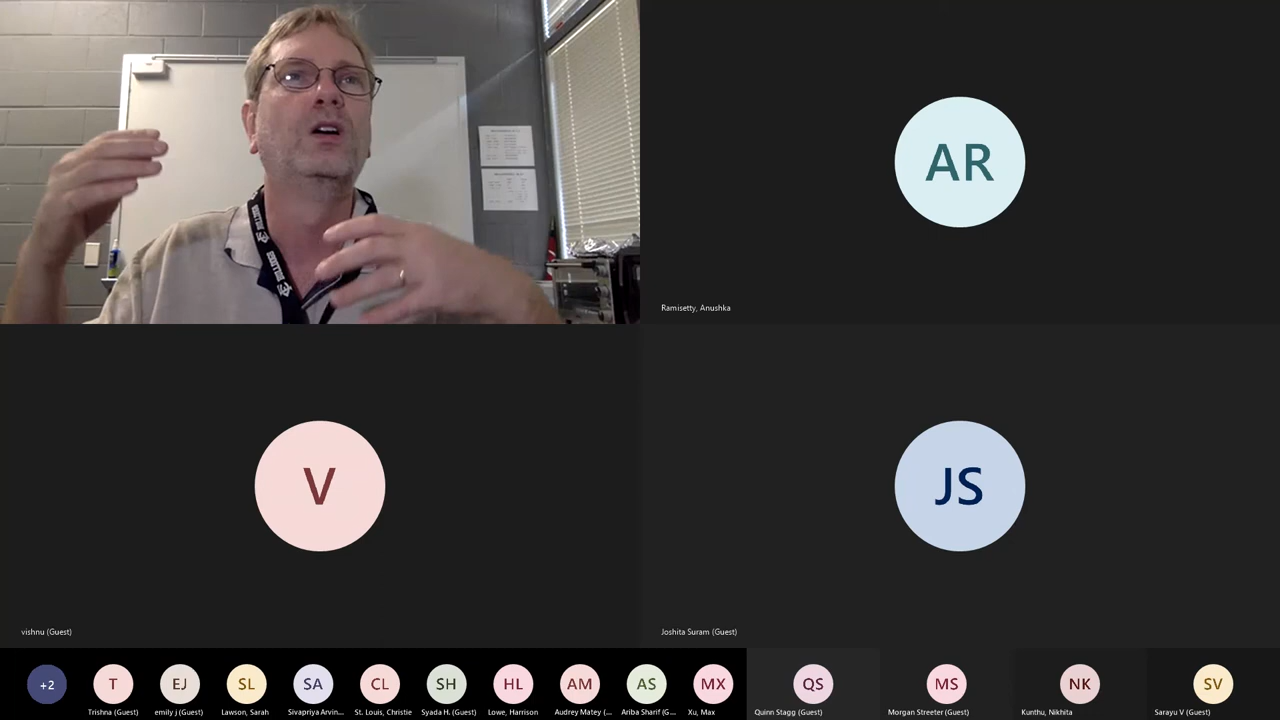 BULLDOGS
BULLDOGS
AR
Ramisetty, Anushka
V
vishnu (Guest)
JS
Joshita Suram (Guest)
+2
T
EJ
SL
SA
CL
SH
HL
AM
AS
MX
QS
MS
NK
SV
Trishna (Guest)
emily j (Guest)
Lawson, Sarah
Sivapriya Arvin...
St. Louis, Christie
Syada H. (Guest)
Lowe, Harrison
Audrey Matey (...
Ariba Sharif (G...
Xu, Max
Quinn Stagg (Guest)
Morgan Streeter (Guest)
Kunthu, Nikhita
Sarayu V (Guest)